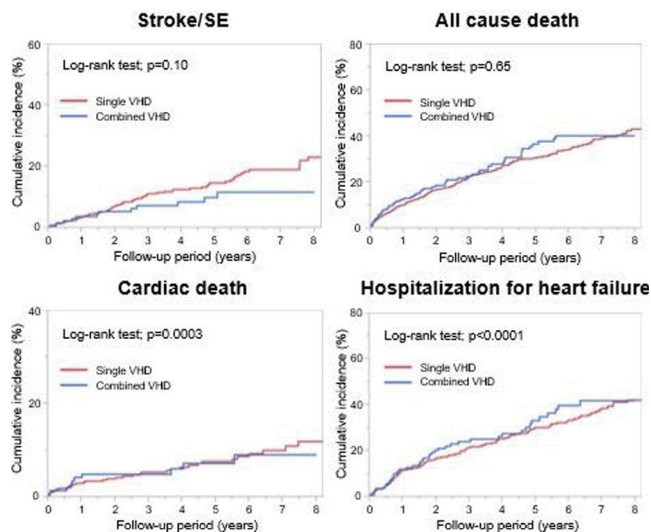 Stroke/SE
60
40
20
0
Cumulative incidence (%)
Log-rank test; p=0.10
Single VHD
Combined VHD
0 1 2 3 4 5 6 7 8
Follow-up period (years)
All cause death
80
60
40
20
0
Cumulative incidence (%)
Log-rank test; p=0.65
Single VHD
Combined VHD
0 1 2 3 4 5 6 7 8
Follow-up period (years)
Cardiac death
40
20
0
Cumulative incidence (%)
Log-rank test; p=0.0003
Single VHD
Combined VHD
0 1 2 3 4 5 6 7 8
Follow-up period (years)
Hospitalization for heart failure
80
60
40
20
0
Cumulative incidence (%)
Log-rank test; p<0.0001
Single VHD
Combined VHD
0 1 2 3 4 5 6 7 8
Follow-up period (years)